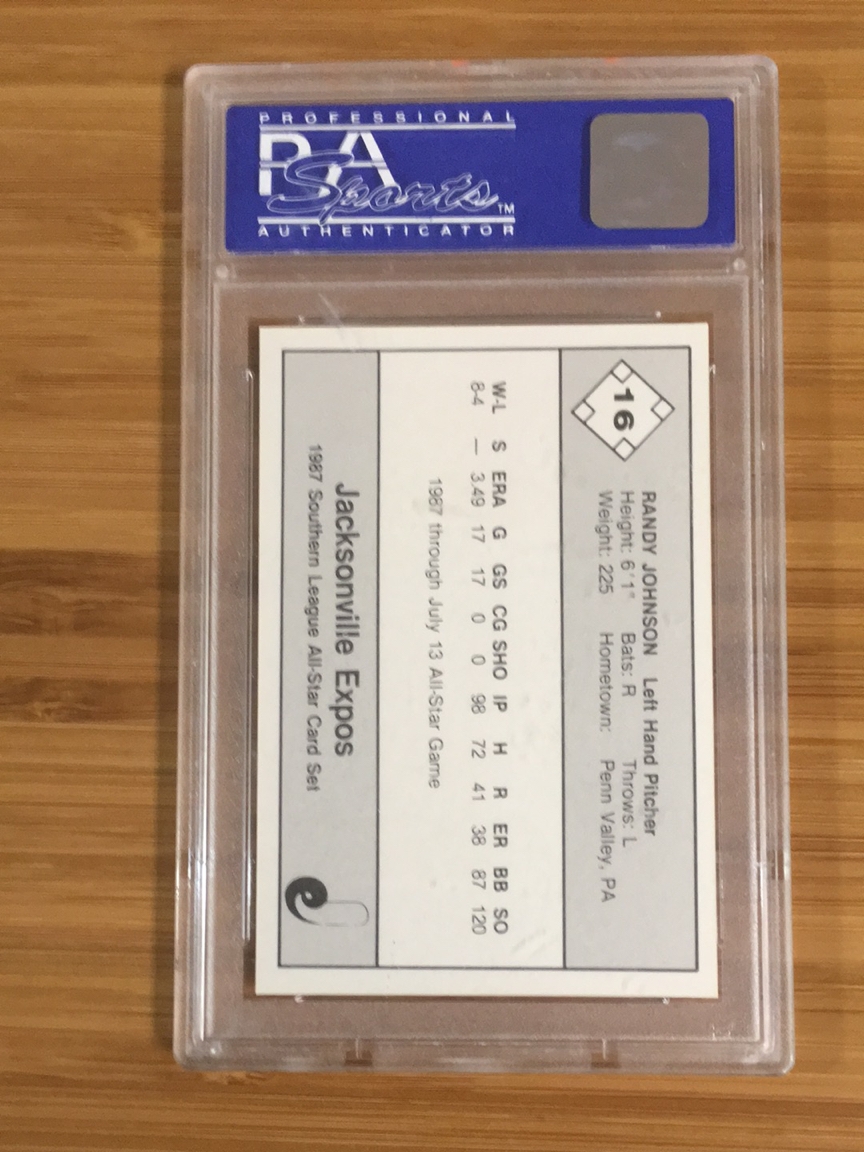 PROFESSIONAL
PSA
Sports™
AUTHENTICATOR
16
RANDY JOHNSON Left Hand Pitcher
Height: 6'1" Bats: R Throws: L
Weight: 225 Hometown: Penn Valley, PA
W-L S ERA G GS CG SHO IP H R ER BB SO
8-4 — 3.49 17 17 0 0 98 72 41 38 87 120
1987 through July 13 All-Star Game
Jacksonville Expos
1987 Southern League All-Star Card Set